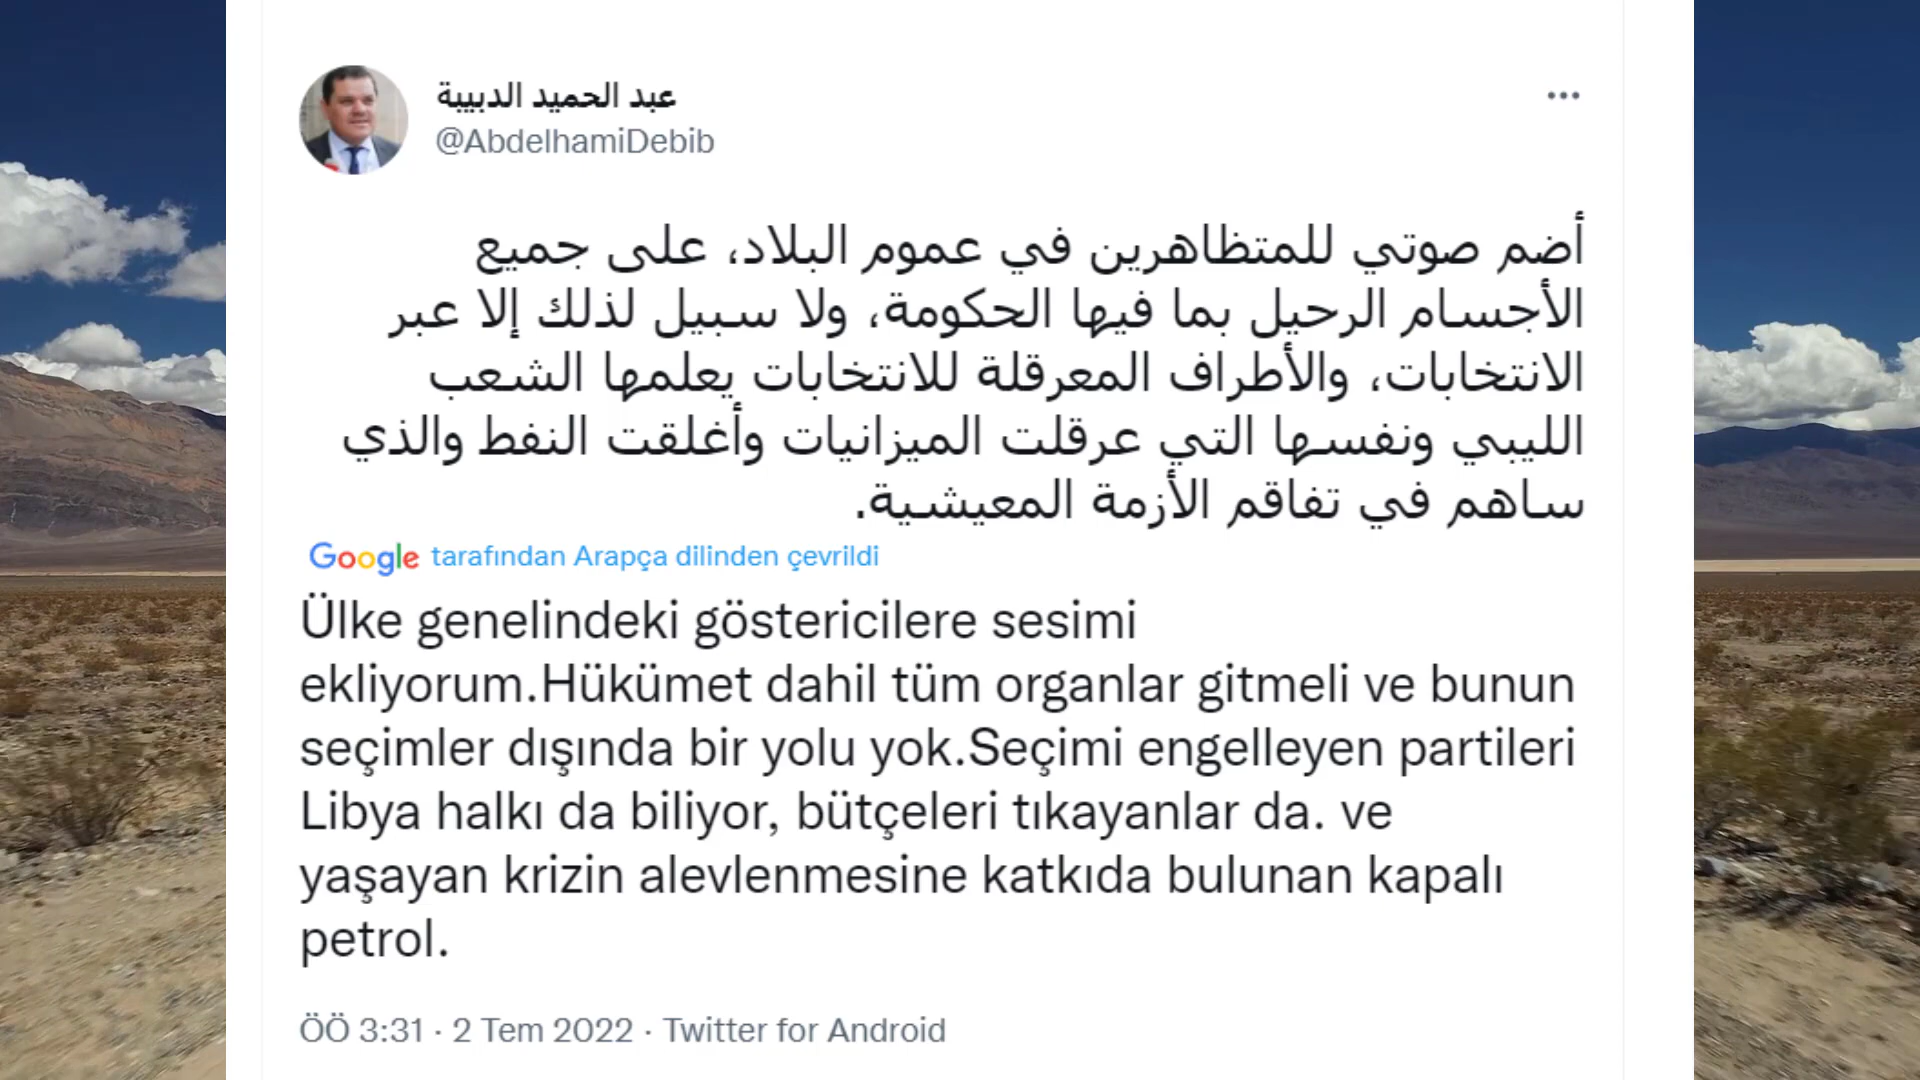 عبد الحميد الدبيبة
@AbdelhamiDebib
أضم صوتي للمتظاهرين في عموم البلاد، على جميع
الأجسام الرحيل بما فيها الحكومة، ولا سبيل لذلك إلا عبر
الانتخابات، والأطراف المعرقلة للانتخابات يعلمها الشعب
الليبي ونفسها التي عرقلت الميزانيات وأغلقت النفط والذي
ساهم في تفاقم الأزمة المعيشية.
Google tarafından Arapça dilinden çevrildi
Ülke genelindeki göstericilere sesimi
ekliyorum.Hükümet dahil tüm organlar gitmeli ve bunun
seçimler dışında bir yolu yok.Seçimi engelleyen partileri
Libya halkı da biliyor, bütçeleri tıkayanlar da. ve
yaşayan krizin alevlenmesine katkıda bulunan kapalı
petrol.
ÖÖ 3:31 · 2 Tem 2022 · Twitter for Android